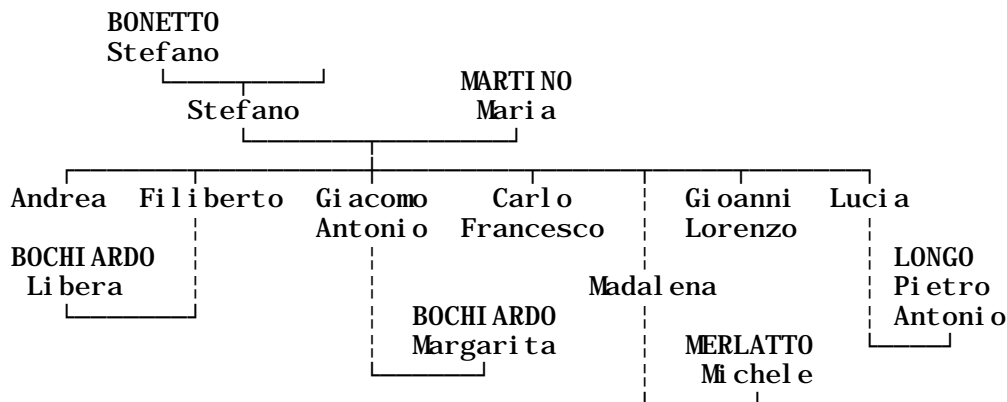 BONETTO
Stefano
MARTINO
Stefano Maria
Andrea Filiberto Giacomo Carlo Gioanni Lucia
Antonio Francesco Lorenzo
BOCHIARDO LONGO
Libera Madalena Pietro
BOCHIARDO Antonio
Margarita MERLATTO
Michele